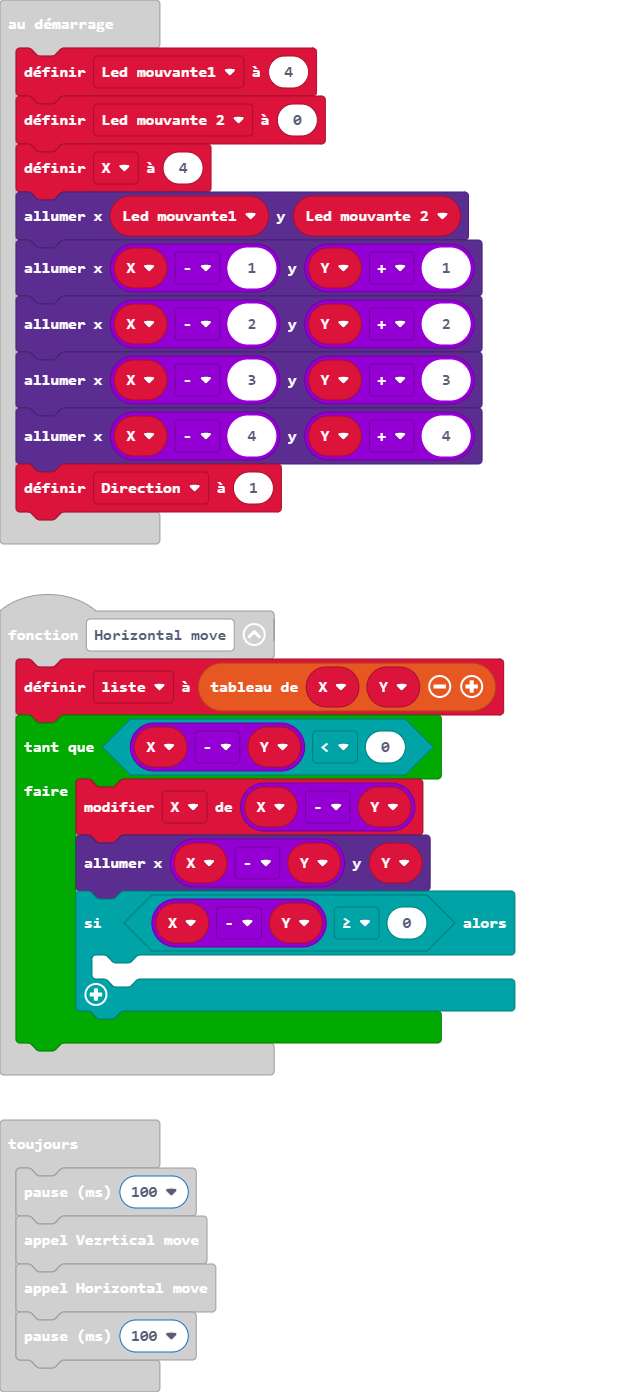 au démarrage
définir Led mouvante1 à 4
définir Led mouvante 2 à 0
définir X à 4
allumer x Led mouvante1 y Led mouvante 2
allumer x X - 1 y Y + 1
allumer x X - 2 y Y + 2
allumer x X - 3 y Y + 3
allumer x X - 4 y Y + 4
définir Direction à 1
fonction Horizontal move
définir liste à tableau de X Y
tant que X - Y < 0
faire
modifier X de X - Y
allumer x X - Y y Y
si X - Y ≥ 0 alors
toujours
pause (ms) 100
appel Vezrtical move
appel Horizontal move
pause (ms) 100